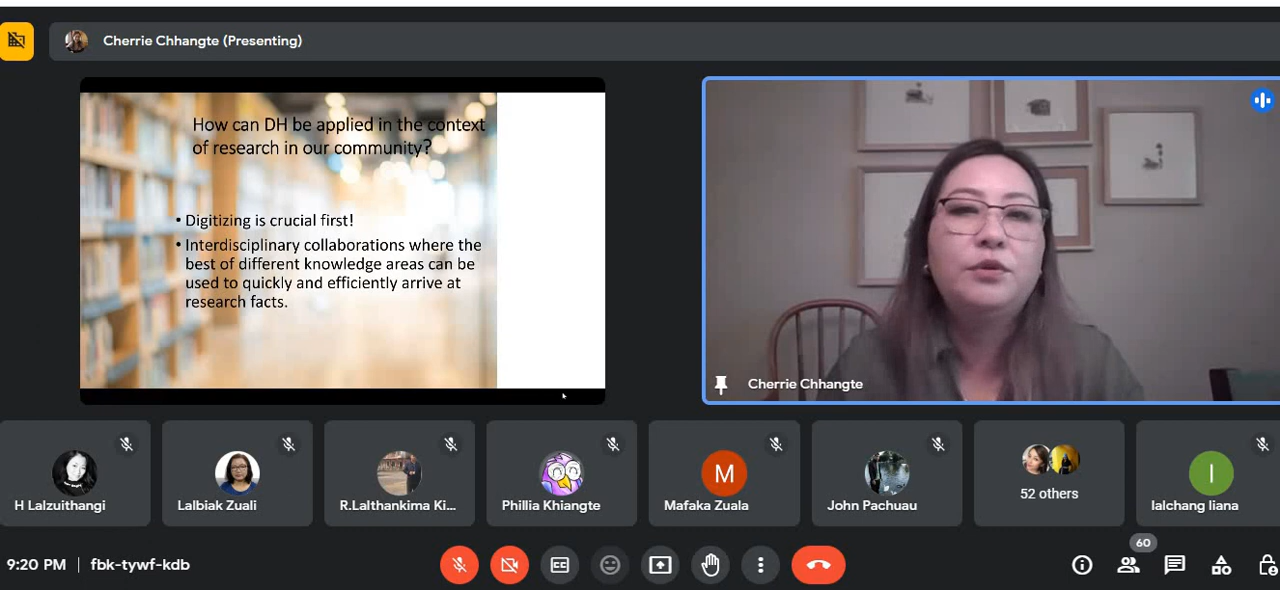 Cherrie Chhangte (Presenting)
How can DH be applied in the context
of research in our community?
• Digitizing is crucial first!
• Interdisciplinary collaborations where the
best of different knowledge areas can be
used to quickly and efficiently arrive at
research facts.
Cherrie Chhangte
H Lalzuithangi
Lalbiak Zuali
R.Lalthankima Ki...
Phillia Khiangte
M
Mafaka Zuala
John Pachuau
52 others
l
lalchang liana
60
9:20 PM | fbk-tywf-kdb
CC